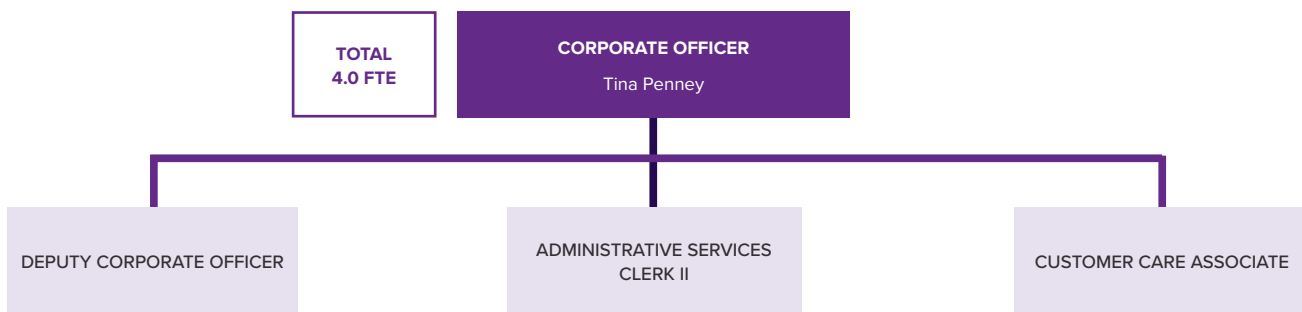 TOTAL
4.0 FTE
CORPORATE OFFICER
Tina Penney
DEPUTY CORPORATE OFFICER
ADMINISTRATIVE SERVICES
CLERK II
CUSTOMER CARE ASSOCIATE